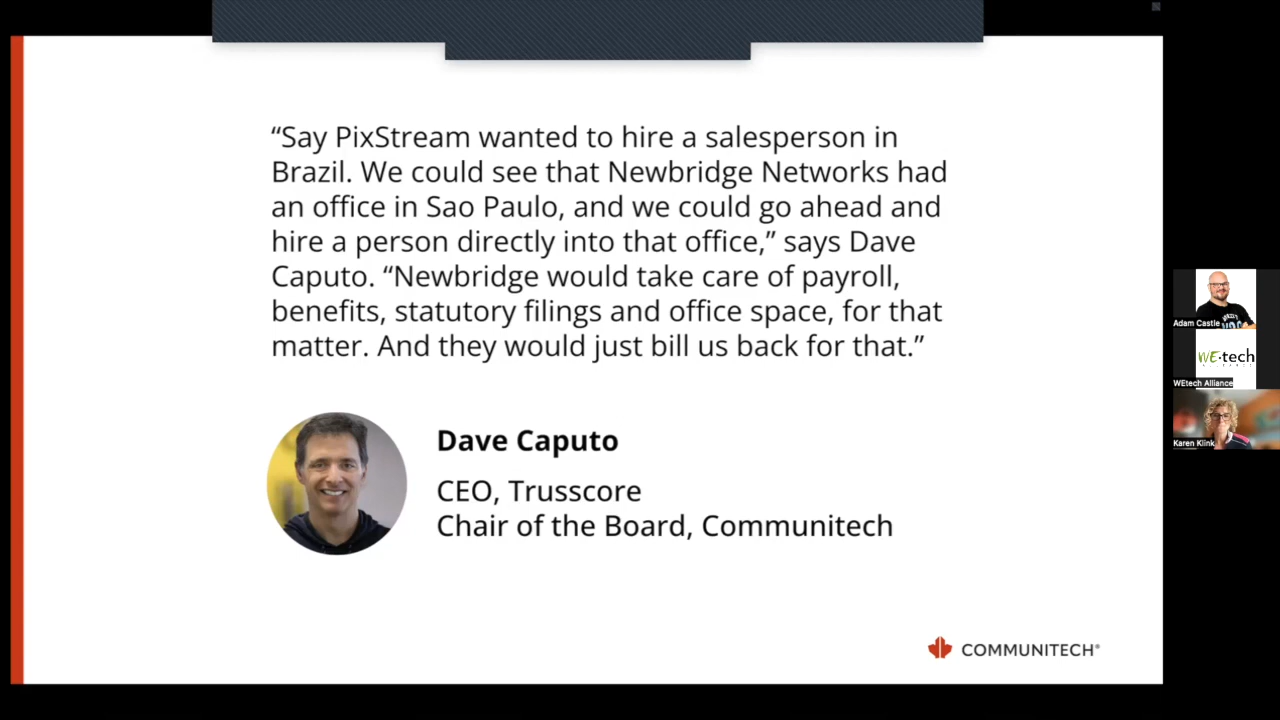 “Say PixStream wanted to hire a salesperson in
Brazil. We could see that Newbridge Networks had
an office in Sao Paulo, and we could go ahead and
hire a person directly into that office,” says Dave
Caputo. “Newbridge would take care of payroll,
benefits, statutory filings and office space, for that
matter. And they would just bill us back for that.”
Dave Caputo
CEO, Trusscore
Chair of the Board, Communitech
COMMUNITECH®
Adam Castle
WE·tech
WEtech Alliance
Karen Klink